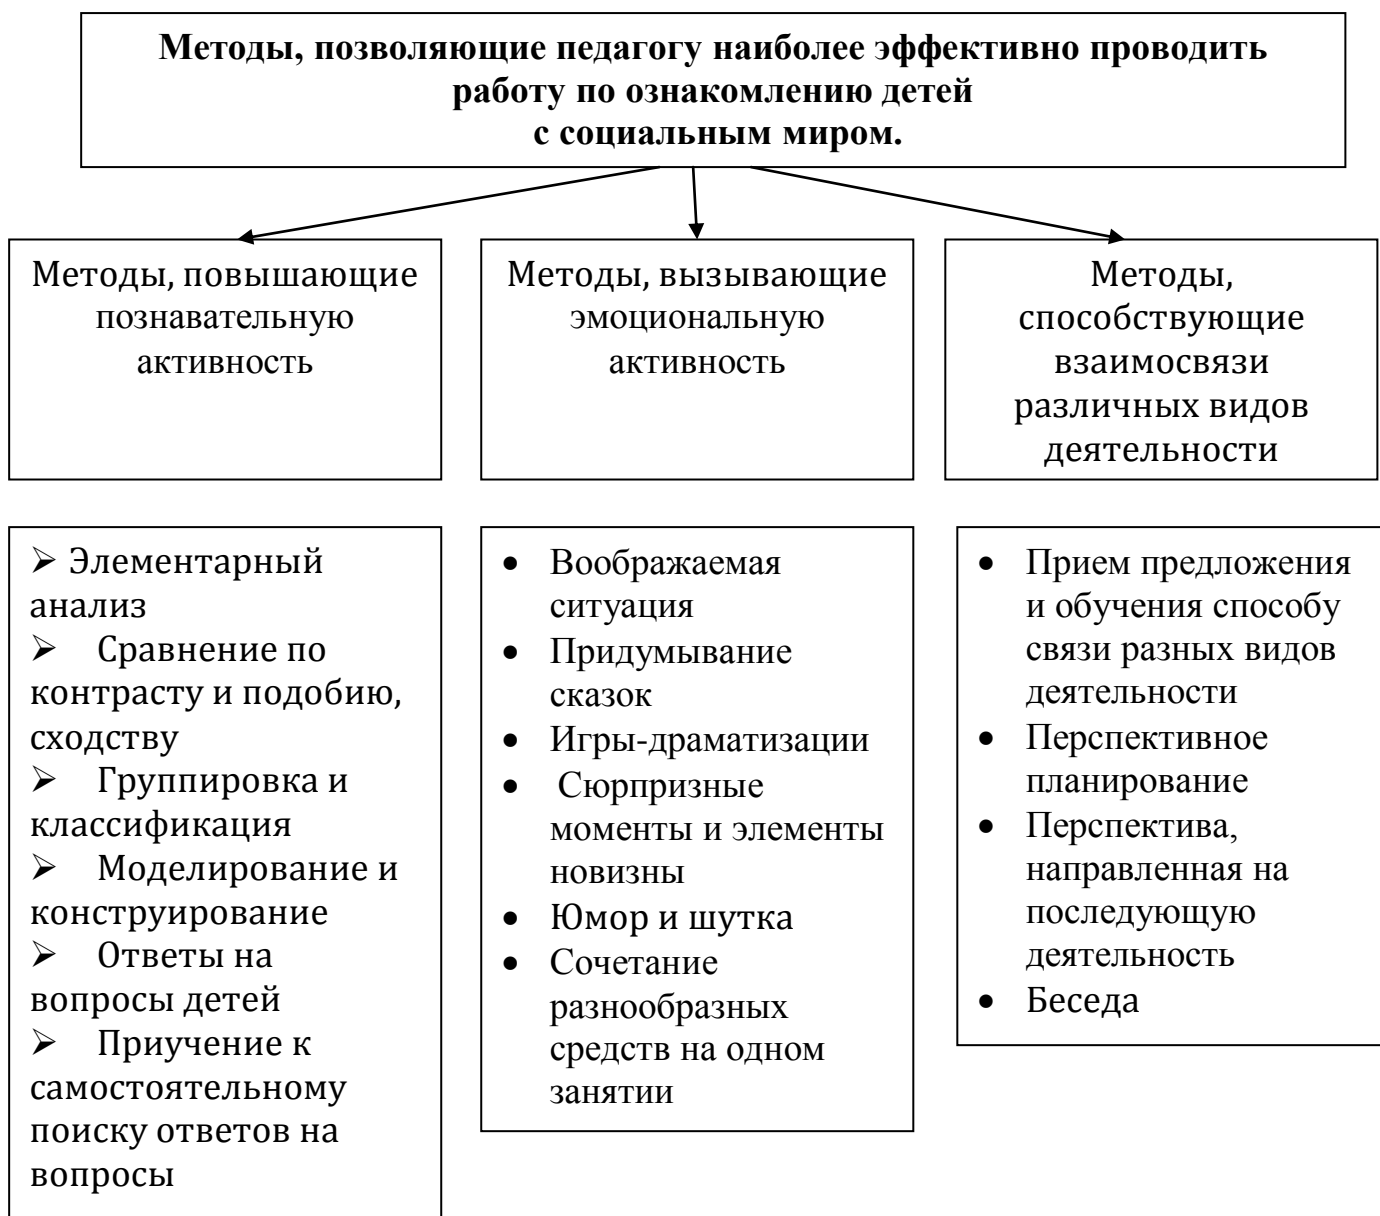 Методы, позволяющие педагогу наиболее эффективно проводить
работу по ознакомлению детей
с социальным миром.
Методы, повышающие
познавательную
активность
Методы, вызывающие
эмоциональную
активность
Методы,
способствующие
взаимосвязи
различных видов
деятельности
➢ Элементарный
анализ
➢ Сравнение по
контрасту и подобию,
сходству
➢ Группировка и
классификация
➢ Моделирование и
конструирование
➢ Ответы на
вопросы детей
➢ Приучение к
самостоятельному
поиску ответов на
вопросы
• Воображаемая
ситуация
• Придумывание
сказок
• Игры-драматизации
• Сюрпризные
моменты и элементы
новизны
• Юмор и шутка
• Сочетание
разнообразных
средств на одном
занятии
• Прием предложения
и обучения способу
связи разных видов
деятельности
• Перспективное
планирование
• Перспектива,
направленная на
последующую
деятельность
• Беседа